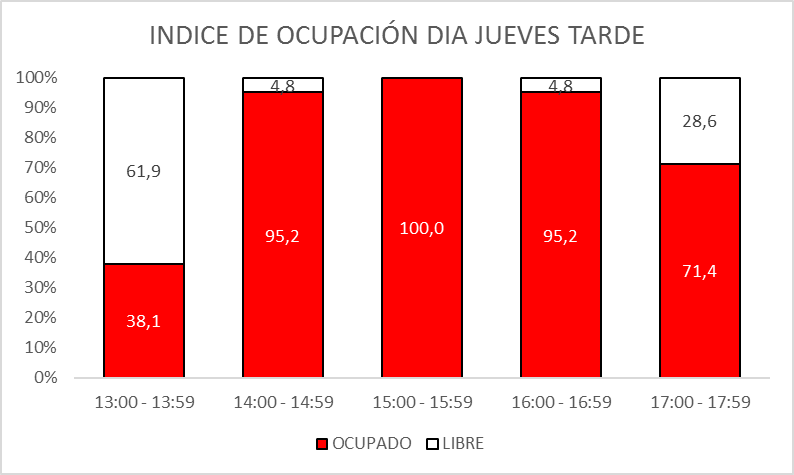 INDICE DE OCUPACIÓN DIA JUEVES TARDE
100%
90%
80%
70%
60%
50%
40%
30%
20%
10%
0%
61,9
38,1
4,8
95,2
100,0
4,8
95,2
28,6
71,4
13:00 - 13:59
14:00 - 14:59
15:00 - 15:59
16:00 - 16:59
17:00 - 17:59
OCUPADO
LIBRE